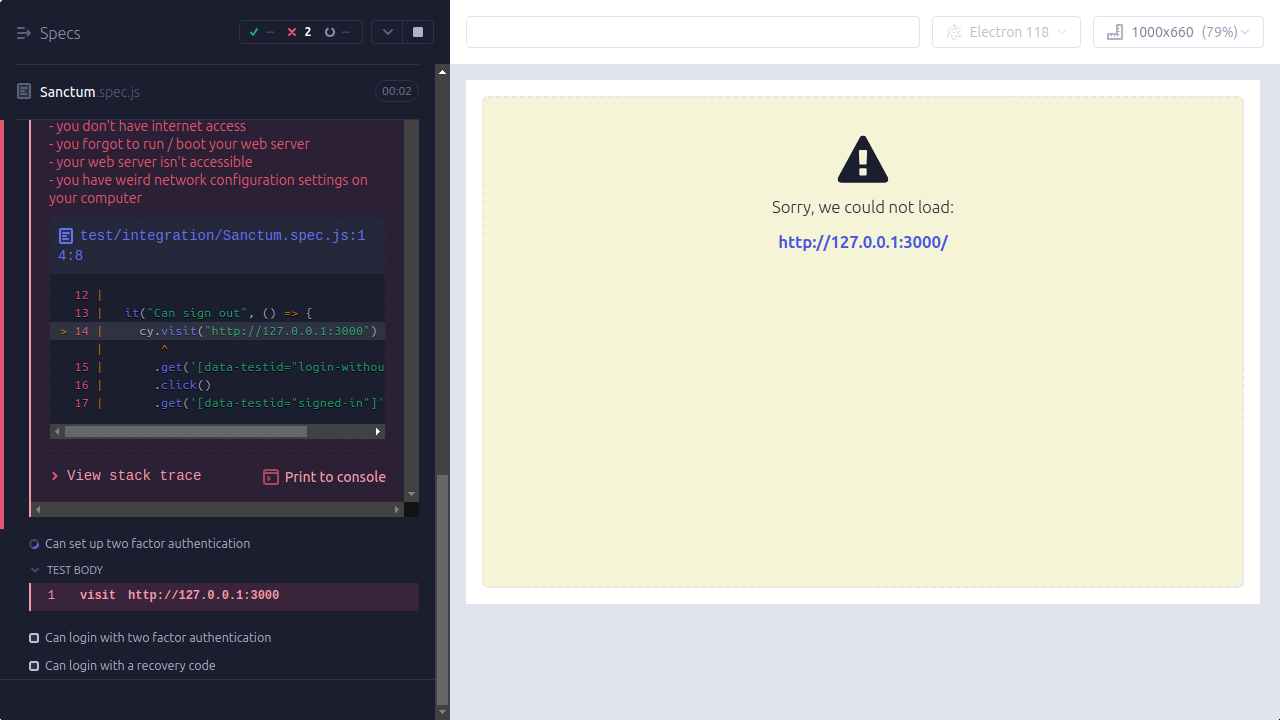 Specs
-- 2 --
Electron 118
1000x660 (79%)
Sanctum.spec.js 00:02
- you don't have internet access
- you forgot to run / boot your web server
- your web server isn't accessible
- you have weird network configuration settings on
your computer
test/integration/Sanctum.spec.js:1
4:8
12 |
13 | it("Can sign out", () => {
> 14 | cy.visit("http://127.0.0.1:3000")
| ^
15 | .get('[data-testid="login-withou
16 | .click()
17 | .get('[data-testid="signed-in"]'
View stack trace
Print to console
Can set up two factor authentication
TEST BODY
1 visit http://127.0.0.1:3000
Can login with two factor authentication
Can login with a recovery code
Sorry, we could not load:
http://127.0.0.1:3000/